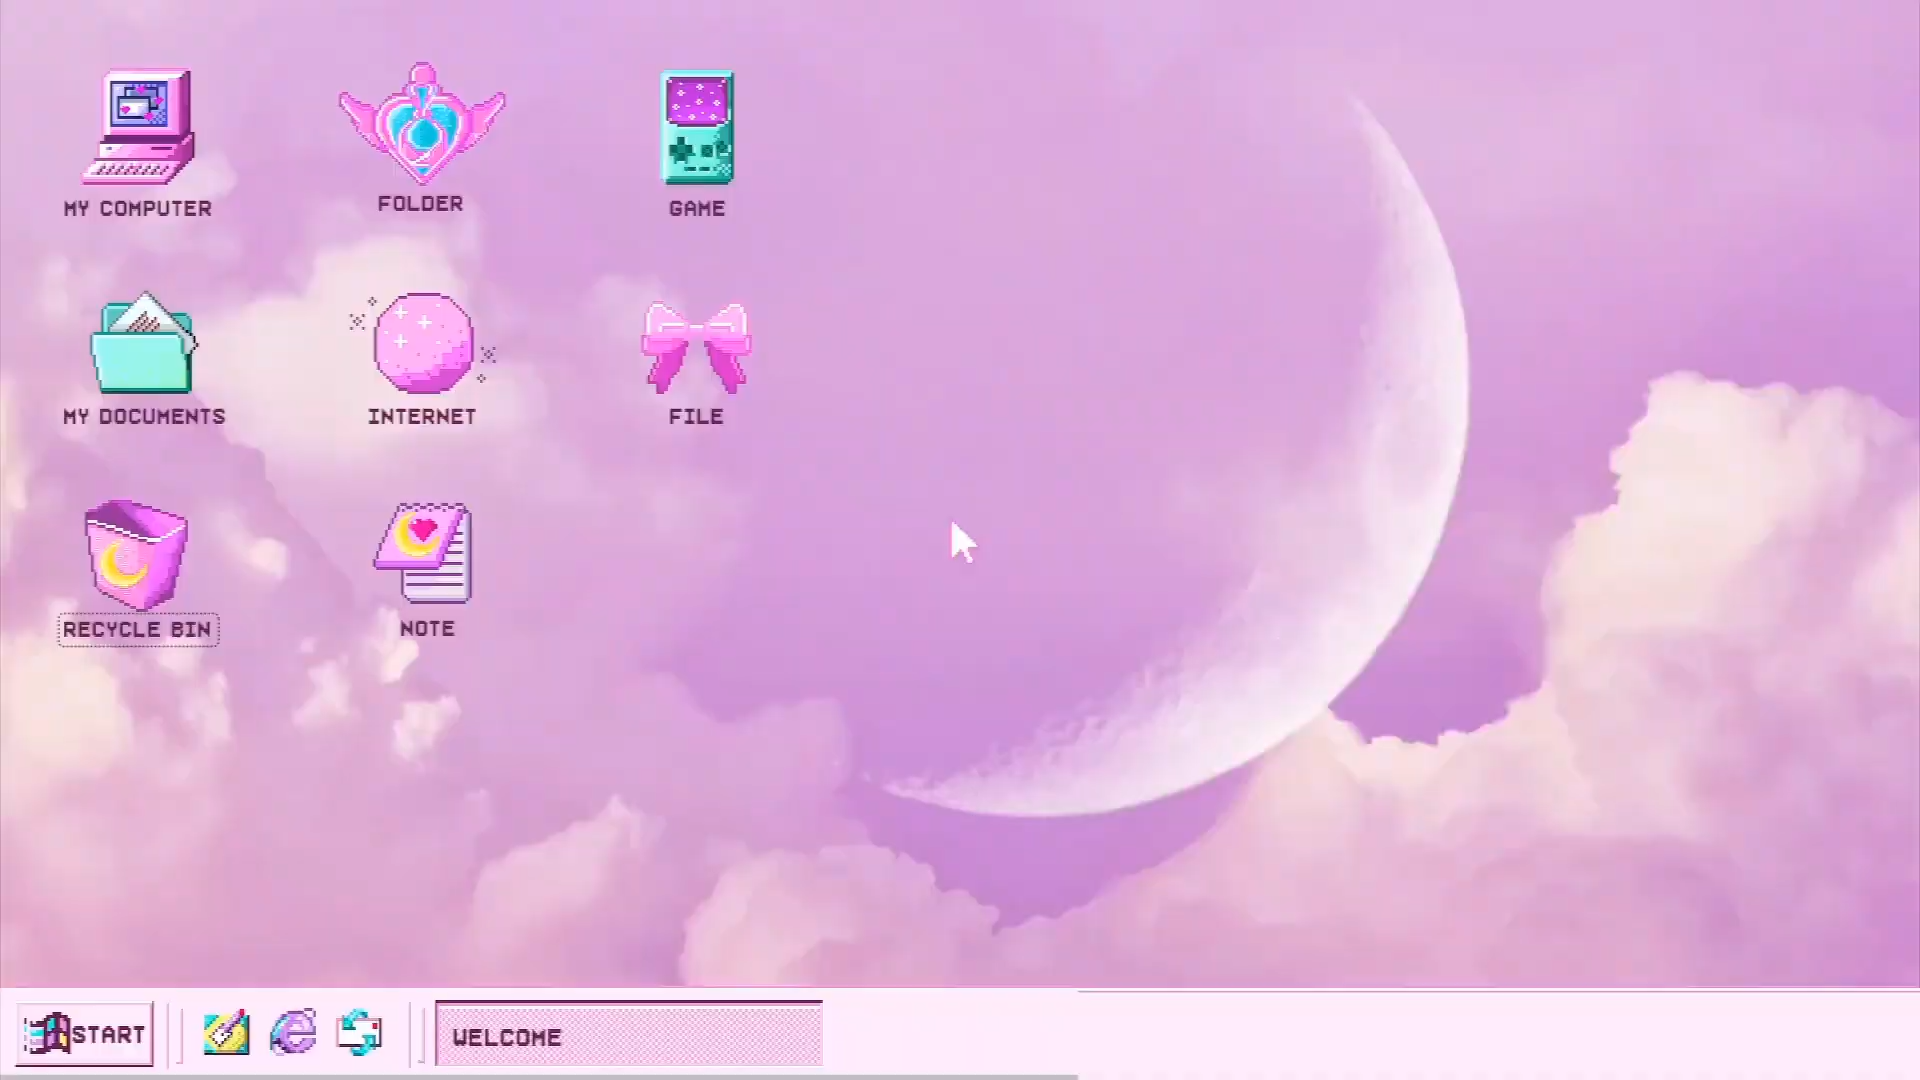 MY COMPUTER
FOLDER
GAME
MY DOCUMENTS
INTERNET
FILE
RECYCLE BIN
NOTE
START
WELCOME